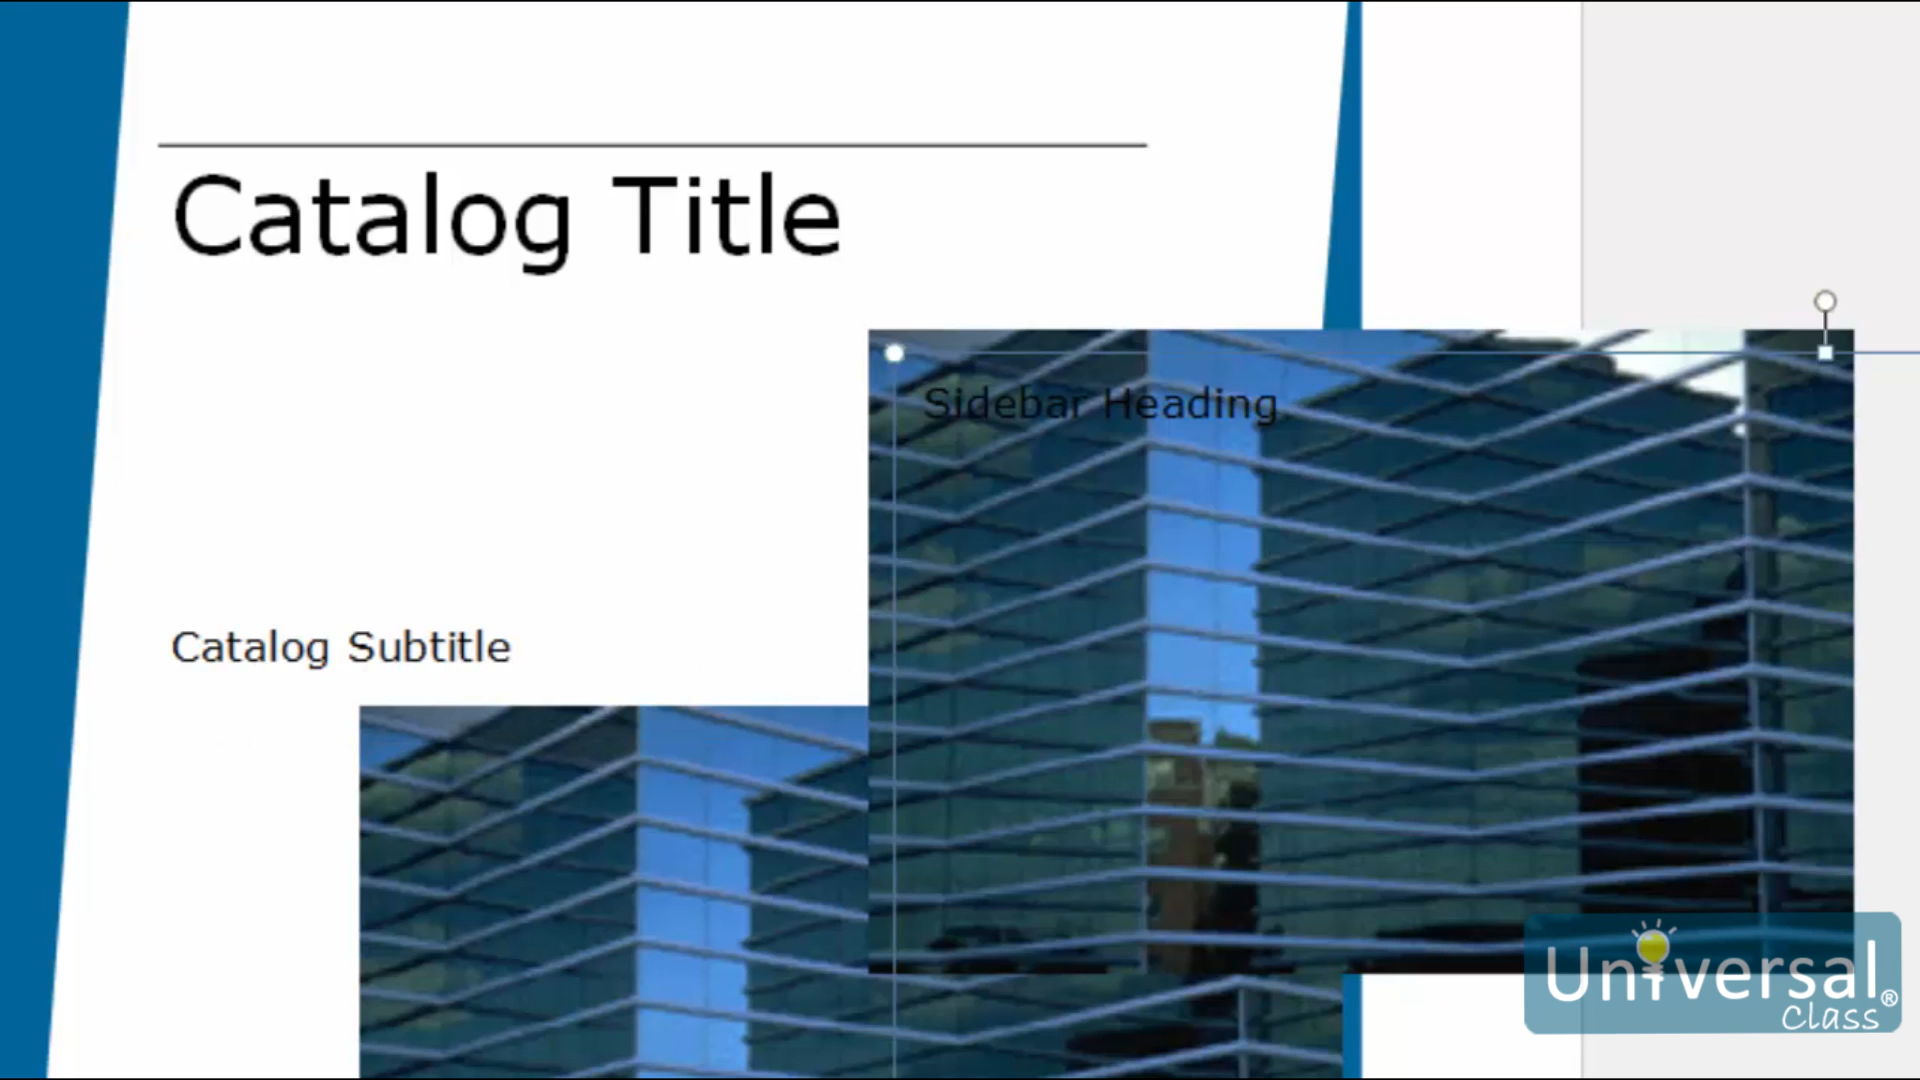 Catalog Title
Sidebar Heading
Catalog Subtitle
Universal®
Class